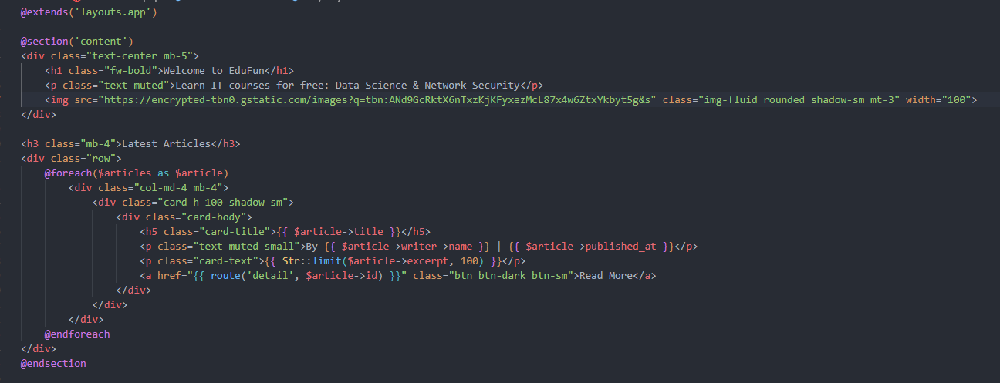 @extends('layouts.app')
@section('content')
<div class="text-center mb-5">
    <h1 class="fw-bold">Welcome to EduFun</h1>
    <p class="text-muted">Learn IT courses for free: Data Science & Network Security</p>
    <img src="https://encrypted-tbn0.gstatic.com/images?q=tbn:ANd9GcRktX6nTxzKjKFyxezMcL87x4w6ZtxYkbyt5g&s" class="img-fluid rounded shadow-sm mt-3" width="100">
</div>
<h3 class="mb-4">Latest Articles</h3>
<div class="row">
    @foreach($articles as $article)
        <div class="col-md-4 mb-4">
            <div class="card h-100 shadow-sm">
                <div class="card-body">
                    <h5 class="card-title">{{ $article->title }}</h5>
                    <p class="text-muted small">By {{ $article->writer->name }} | {{ $article->published_at }}</p>
                    <p class="card-text">{{ Str::limit($article->excerpt, 100) }}</p>
                    <a href="{{ route('detail', $article->id) }}" class="btn btn-dark btn-sm">Read More</a>
                </div>
            </div>
        </div>
    @endforeach
</div>
@endsection